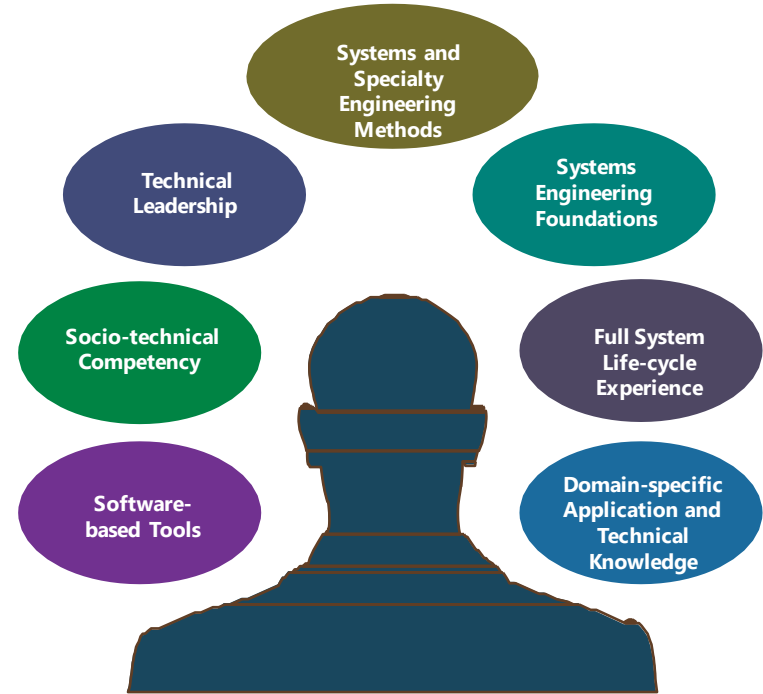 Systems and
Specialty
Engineering
Methods
Technical
Leadership
Systems
Engineering
Foundations
Socio-technical
Competency
Full System
Life-cycle
Experience
Software-
based Tools
Domain-specific
Application and
Technical
Knowledge